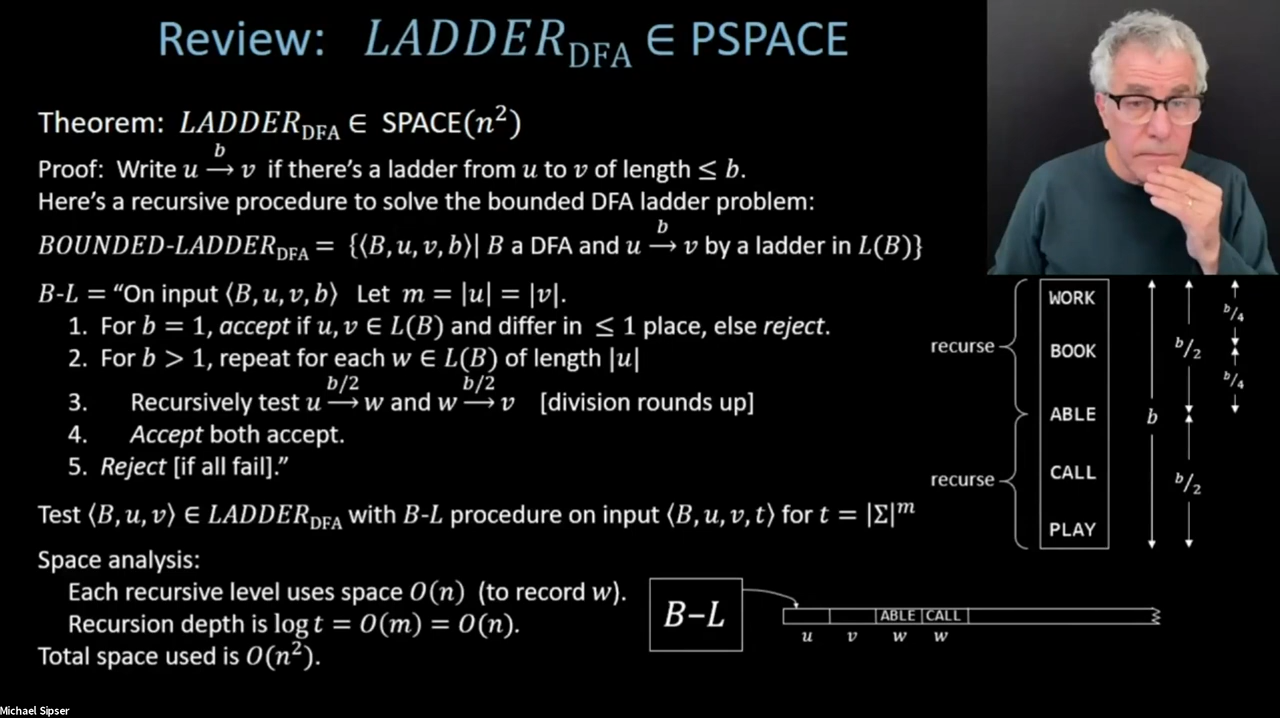 Review: LADDER_DFA ∈ PSPACE
Theorem: LADDER_DFA ∈ SPACE(n²)
Proof: Write u →^b v if there's a ladder from u to v of length ≤ b.
Here's a recursive procedure to solve the bounded DFA ladder problem:
BOUNDED-LADDER_DFA = {⟨B, u, v, b⟩| B a DFA and u →^b v by a ladder in L(B)}
B-L = “On input ⟨B, u, v, b⟩ Let m = |u| = |v|.
1. For b = 1, accept if u, v ∈ L(B) and differ in ≤ 1 place, else reject.
2. For b > 1, repeat for each w ∈ L(B) of length |u|
3. Recursively test u →^{b/2} w and w →^{b/2} v [division rounds up]
4. Accept both accept.
5. Reject [if all fail].”
Test ⟨B, u, v⟩ ∈ LADDER_DFA with B-L procedure on input ⟨B, u, v, t⟩ for t = |Σ|^m
Space analysis:
Each recursive level uses space O(n) (to record w).
Recursion depth is log t = O(m) = O(n).
Total space used is O(n²).
recurse
recurse
WORK
BOOK
ABLE
CALL
PLAY
b
b/2
b/2
b/4
b/4
B–L
ABLE CALL
u v w w
Michael Sipser